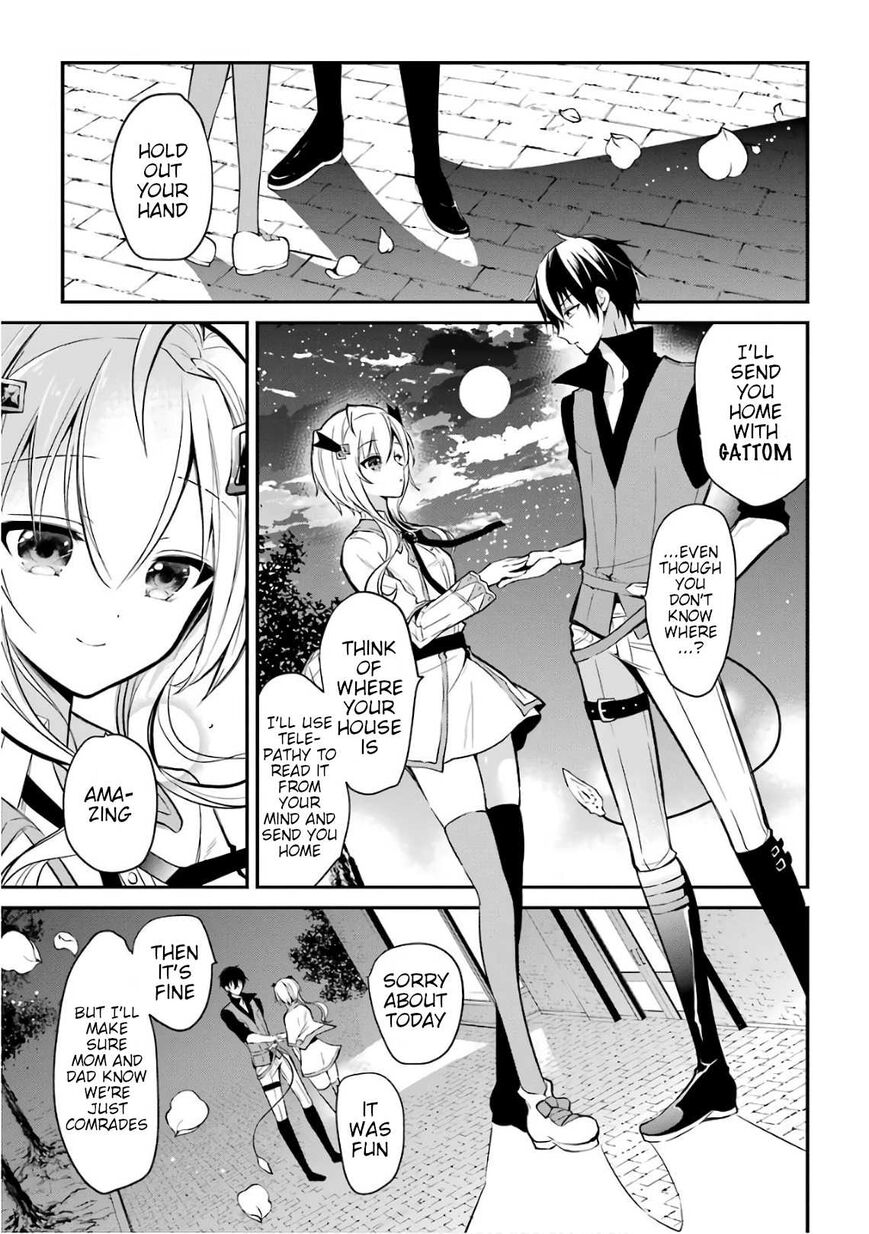 HOLD
OUT
YOUR
HAND
I'LL
SEND
YOU
HOME
WITH
GATTOM
...EVEN
THOUGH
YOU
DON'T
KNOW
WHERE
...?
THINK
OF
WHERE
YOUR
HOUSE
IS
I'LL USE
TELE-
PATHY TO
READ IT
FROM
YOUR
MIND AND
SEND YOU
HOME
AMA-
ZING
SORRY
ABOUT
TODAY
IT
WAS
FUN
THEN
IT'S
FINE
BUT I'LL
MAKE
SURE
MOM AND
DAD KNOW
WE'RE
JUST
COMRADES